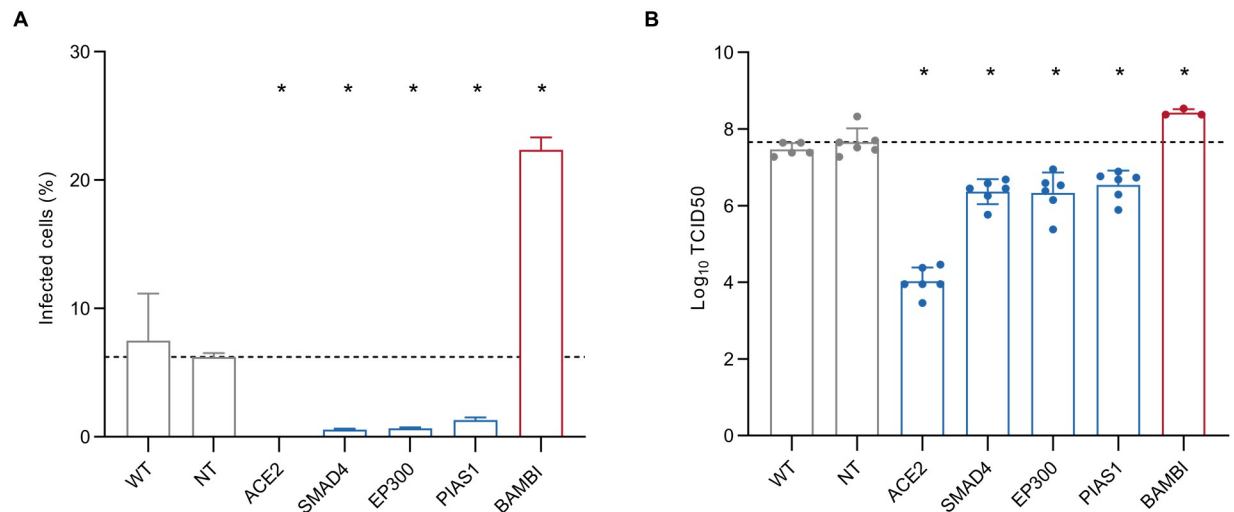 A
B
Infected cells (%)
30
20
10
0
* * * * *
WT NT ACE2 SMAD4 EP300 PIAS1 BAMBI
Log10 TCID50
10
8
6
4
2
0
* * * * *
WT NT ACE2 SMAD4 EP300 PIAS1 BAMBI